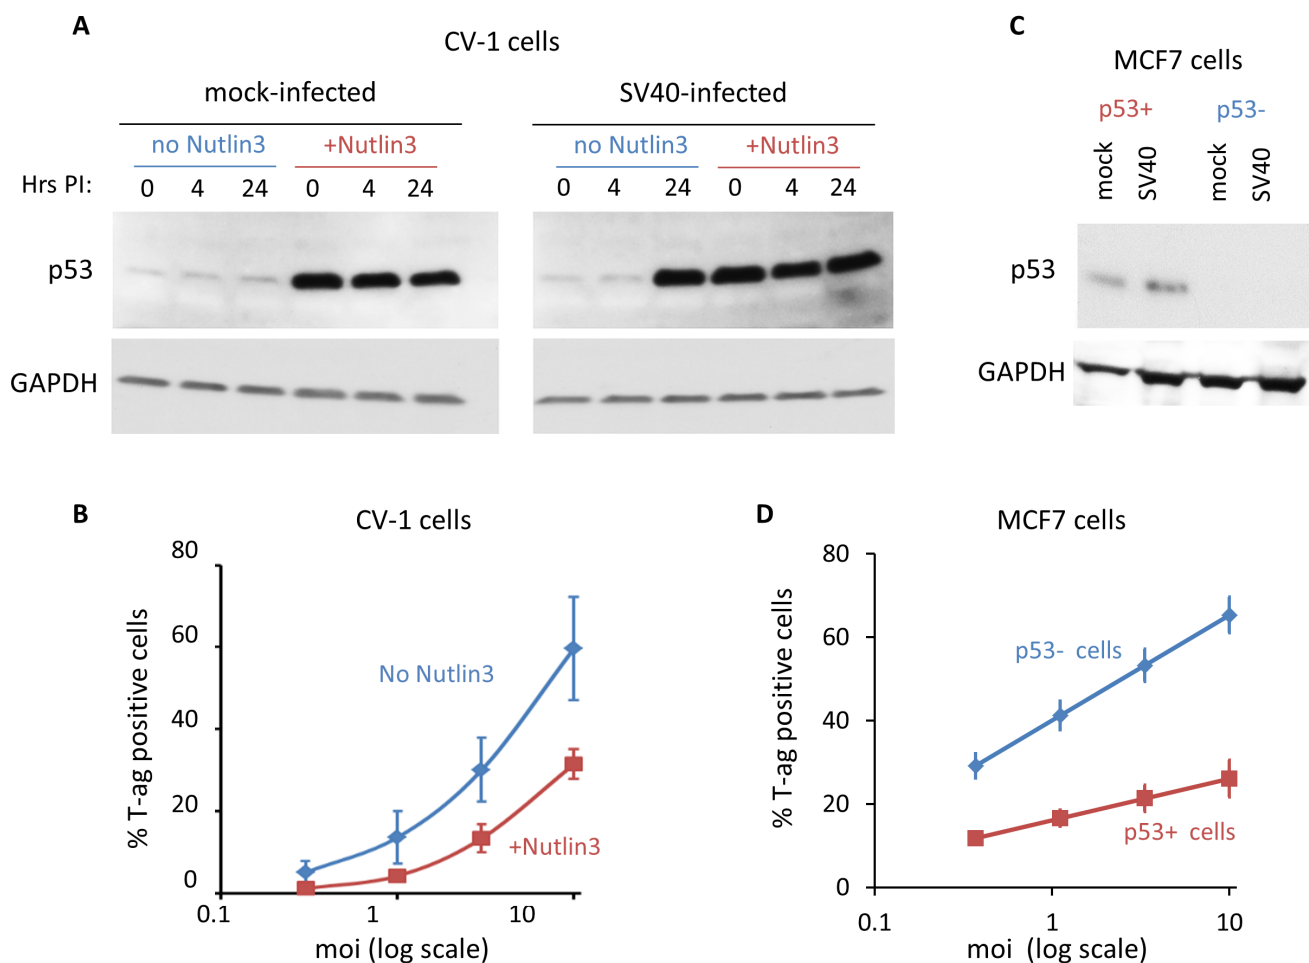 A
CV-1 cells
mock-infected
SV40-infected
no Nutlin3
+Nutlin3
no Nutlin3
+Nutlin3
Hrs PI:
0 4 24 0 4 24
0 4 24 0 4 24
p53
GAPDH
C
MCF7 cells
p53+
p53-
mock
SV40
mock
SV40
p53
GAPDH
B
CV-1 cells
% T-ag positive cells
80
60
40
20
0
No Nutlin3
+Nutlin3
0.1 1 10
moi (log scale)
D
MCF7 cells
% T-ag positive cells
80
60
40
20
0
p53- cells
p53+ cells
0.1 1 10
moi (log scale)